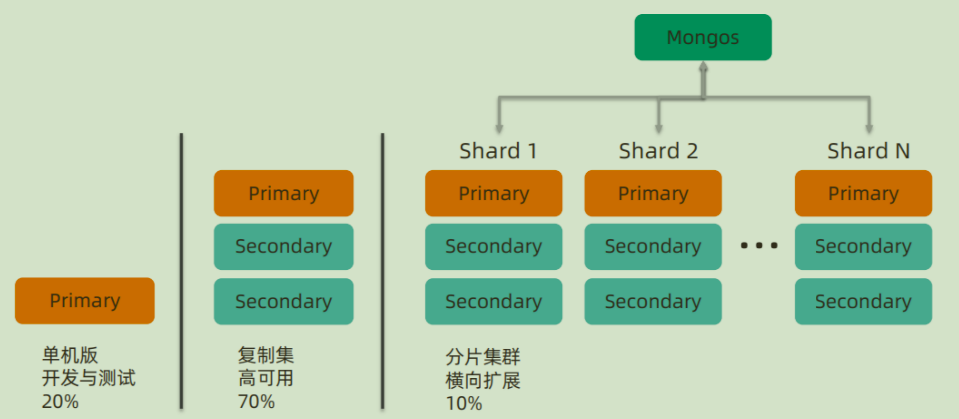 Mongos
Shard 1
Shard 2
Shard N
Primary
Primary
Primary
Primary
Secondary
Secondary
Secondary
Secondary
...
Primary
Secondary
Secondary
Secondary
Secondary
单机版
开发与测试
20%
复制集
高可用
70%
分片集群
横向扩展
10%